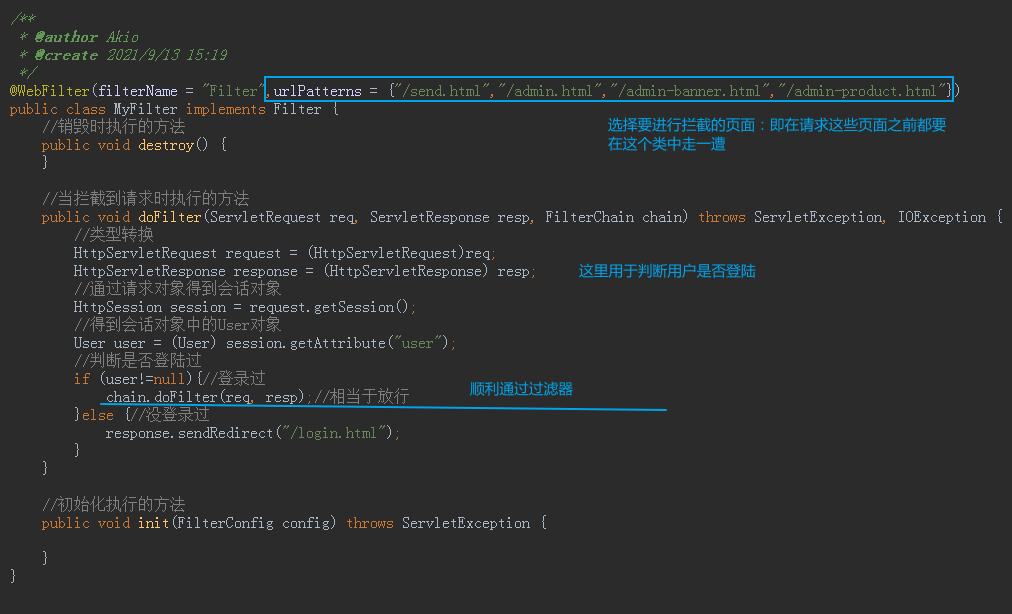 /**
 * @author Akio
 * @create 2021/9/13 15:19
 */
@WebFilter(filterName = "Filter",urlPatterns = {"/send.html","/admin.html","/admin-banner.html","/admin-product.html"})
public class MyFilter implements Filter {
选择要进行拦截的页面：即在请求这些页面之前都要
在这个类中走一遭
    //销毁时执行的方法
    public void destroy() {
    }
    //当拦截到请求时执行的方法
    public void doFilter(ServletRequest req, ServletResponse resp, FilterChain chain) throws ServletException, IOException {
        //类型转换
        HttpServletRequest request = (HttpServletRequest)req;
        HttpServletResponse response = (HttpServletResponse) resp; 这里用于判断用户是否登陆
        //通过请求对象得到会话对象
        HttpSession session = request.getSession();
        //得到会话对象中的User对象
        User user = (User) session.getAttribute("user");
        //判断是否登陆过
        if (user!=null){//登录过
            chain.doFilter(req, resp);//相当于放行 顺利通过过滤器
        }else {//没登录过
            response.sendRedirect("/login.html");
        }
    }
    //初始化执行的方法
    public void init(FilterConfig config) throws ServletException {
    }
}